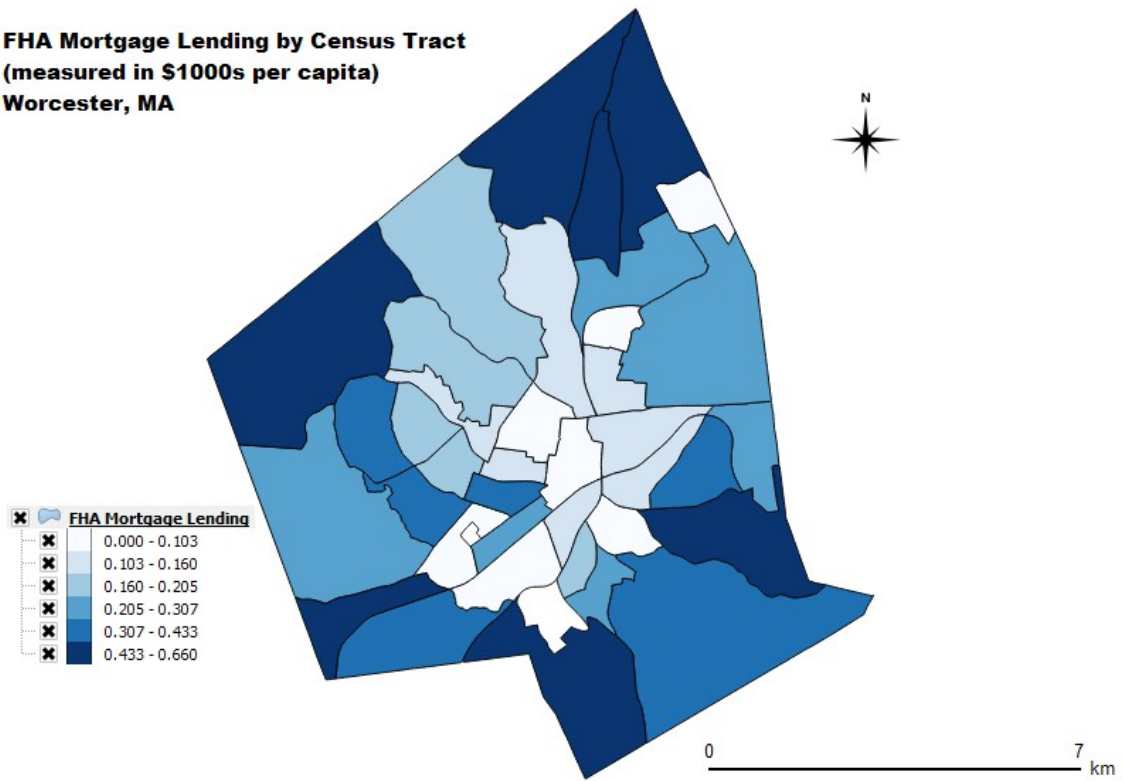 FHA Mortgage Lending by Census Tract
(measured in $1000s per capita)
Worcester, MA
N
FHA Mortgage Lending
0.000 - 0.103
0.103 - 0.160
0.160 - 0.205
0.205 - 0.307
0.307 - 0.433
0.433 - 0.660
0 7
km